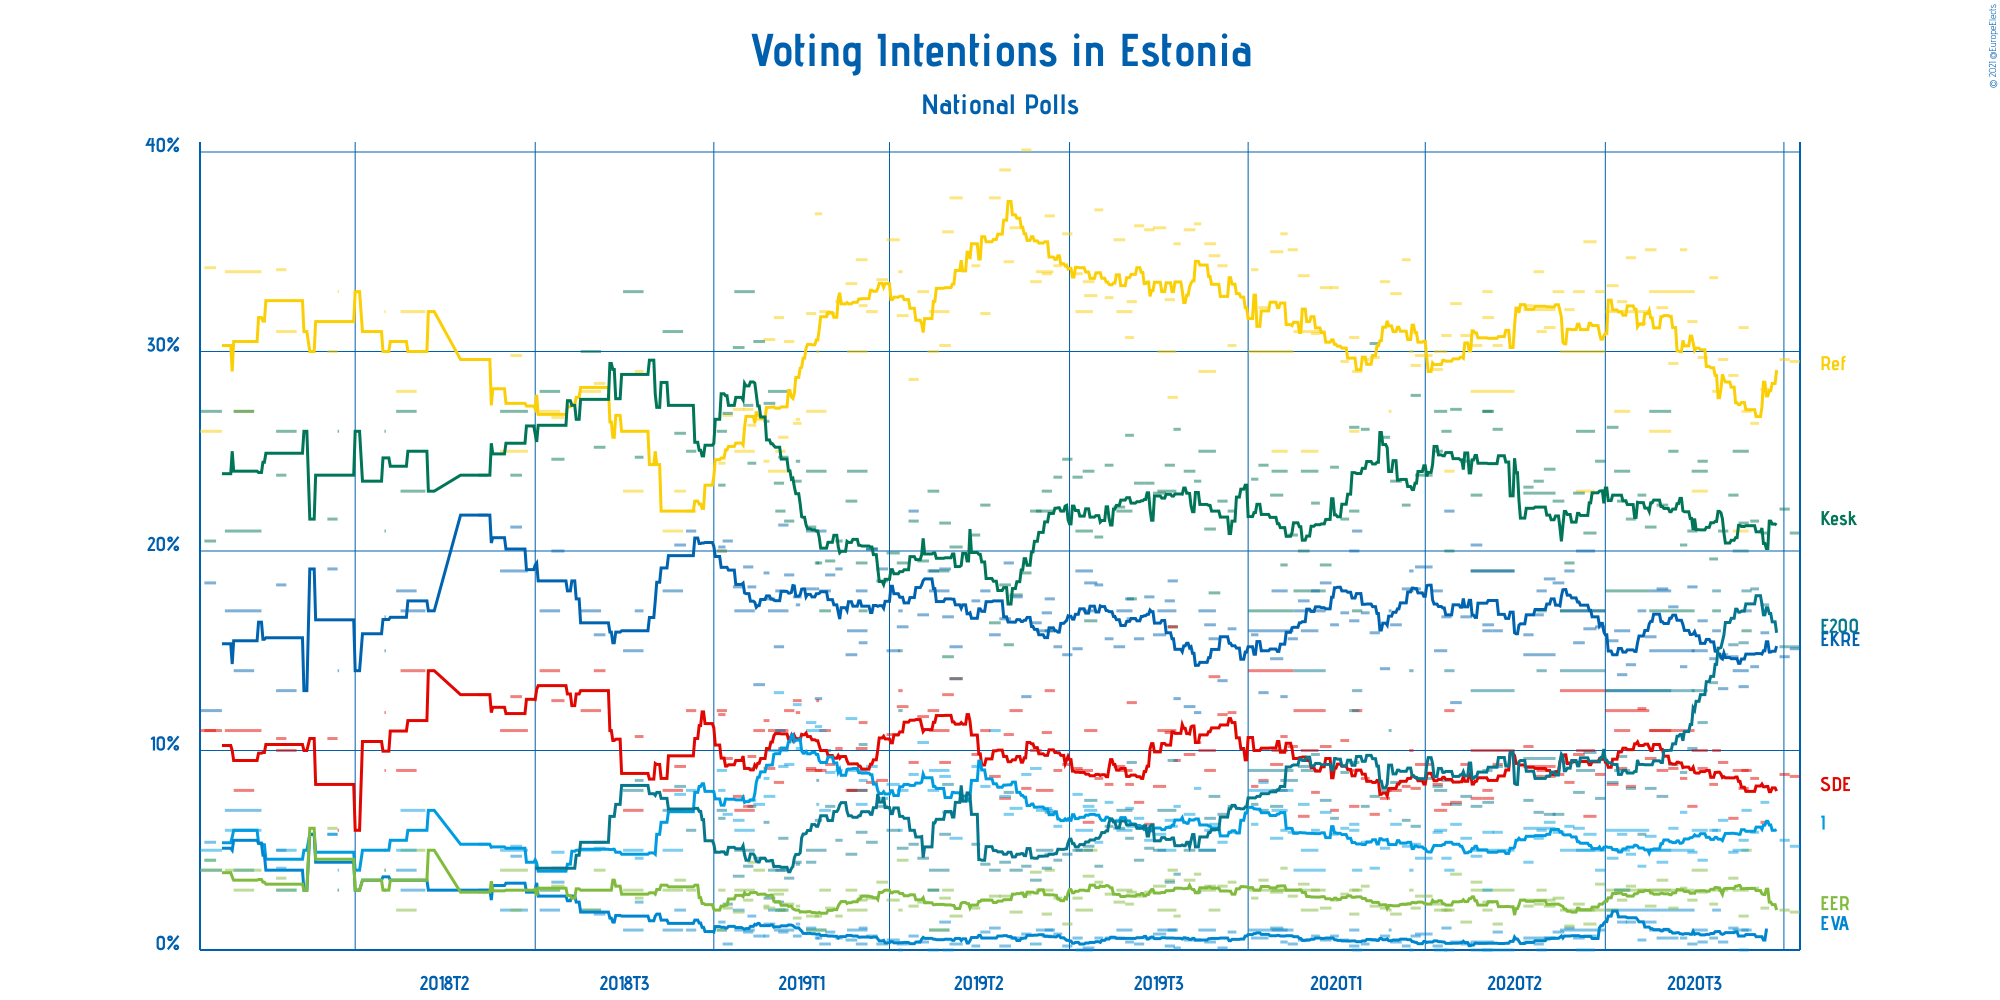 Voting Intentions in Estonia
National Polls
© 2021 @EuropeElects
40%
30%
20%
10%
0%
Ref
Kesk
E200
EKRE
SDE
I
EER
EVA
2018T2
2018T3
2019T1
2019T2
2019T3
2020T1
2020T2
2020T3